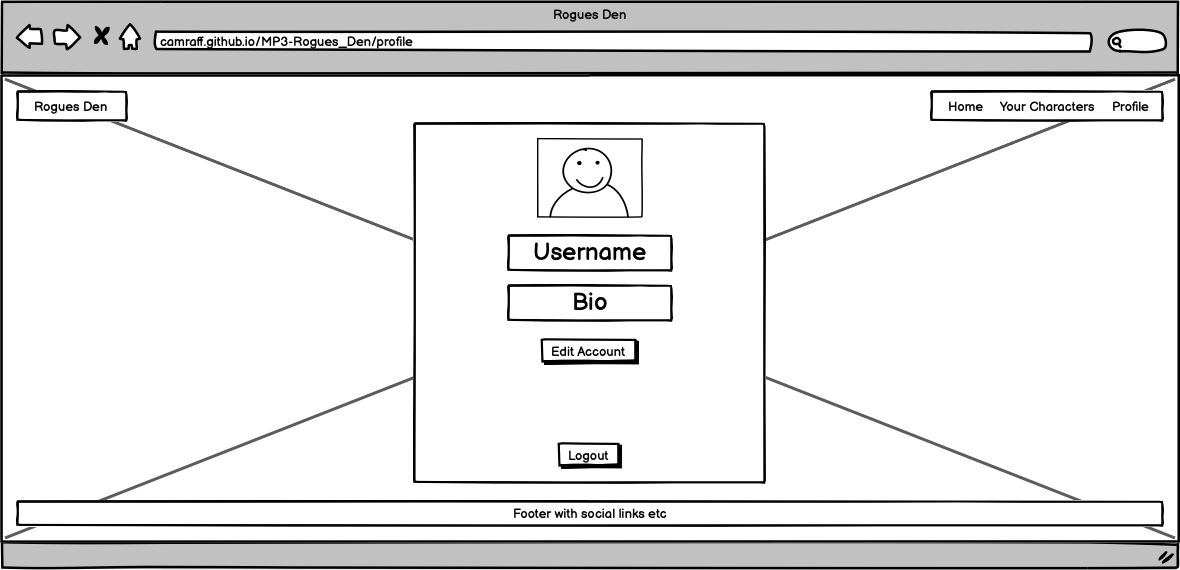 Rogues Den
camraff.github.io/MP3-Rogues_Den/profile
Rogues Den
Home Your Characters Profile
Username
Bio
Edit Account
Logout
Footer with social links etc